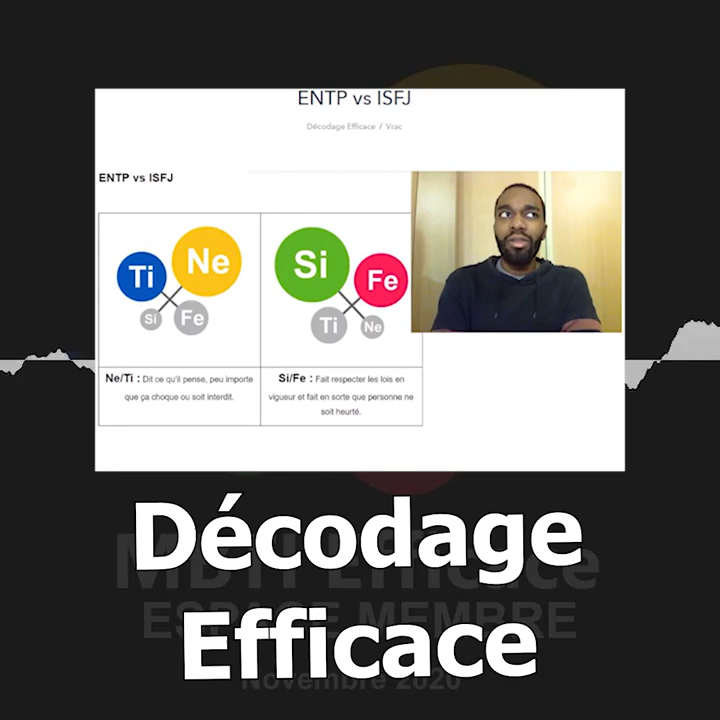 ENTP vs ISFJ
Décodage Efficace / Vrac
ENTP vs ISFJ
Ti
Ne
Si
Fe
Si
Fe
Ti
Ne
Ne/Ti : Dit ce qu'il pense, peu importe
que ça choque ou soit interdit.
Si/Fe : Fait respecter les lois en
vigueur et fait en sorte que personne ne
soit heurté.
Décodage
MBTI Efficace
ESPACE MEMBRE
Efficace
Novembre 2020